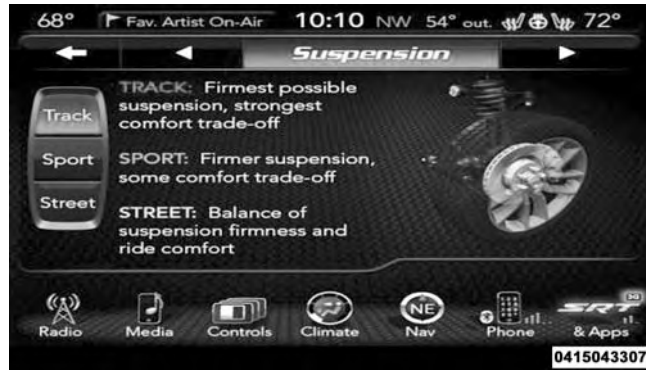 68° Fav. Artist On-Air 10:10 NW 54° out. 72°
Suspension
Track
Sport
Street
TRACK: Firmest possible
suspension, strongest
comfort trade-off
SPORT: Firmer suspension,
some comfort trade-off
STREET: Balance of
suspension firmness and
ride comfort
NE
3G
SRT
Radio Media Controls Climate Nav Phone & Apps
0415043307